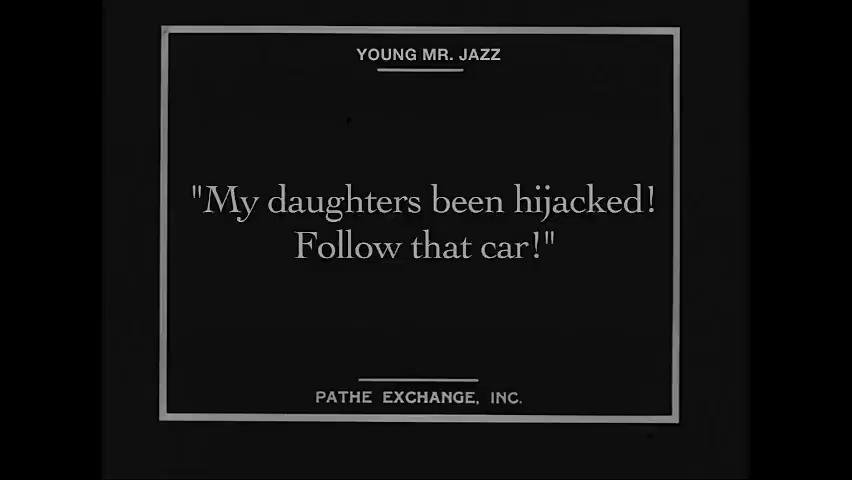 YOUNG MR. JAZZ
"My daughters been hijacked!
Follow that car!"
PATHE EXCHANGE, INC.